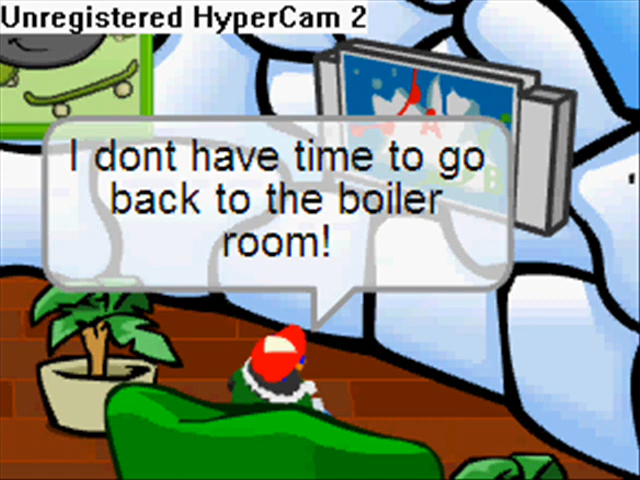 Unregistered HyperCam 2
I dont have time to go
back to the boiler
room!